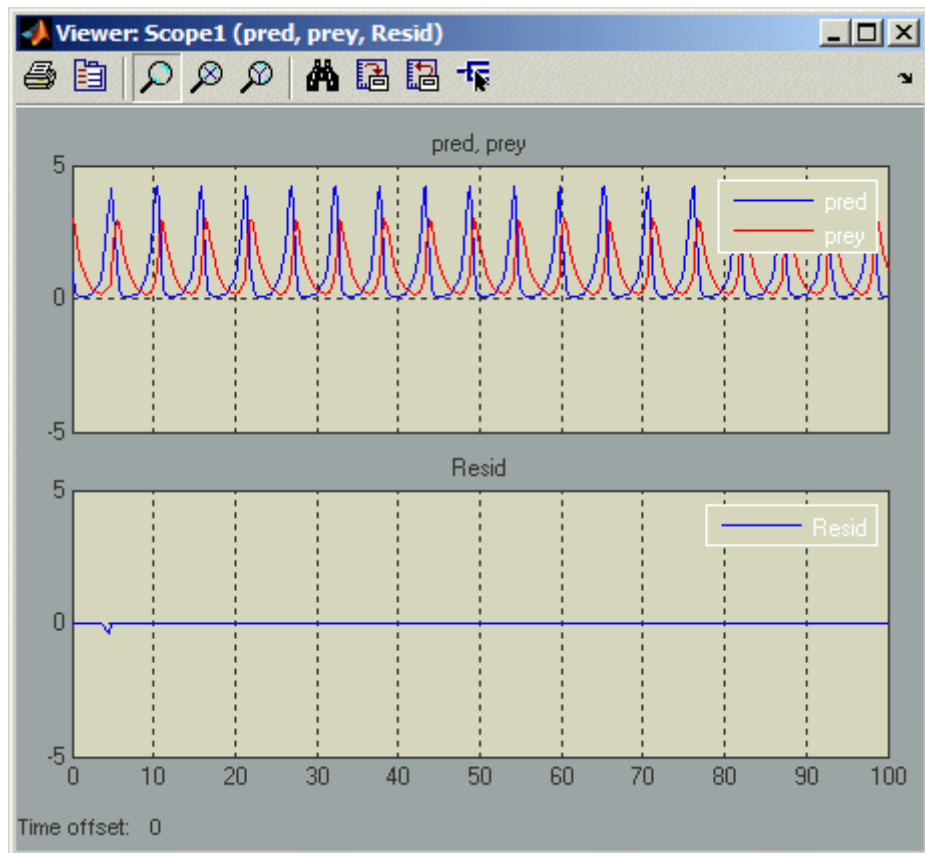 Viewer: Scope1 (pred, prey, Resid)
pred, prey
5
0
-5
pred
prey
Resid
5
0
-5
Resid
0 10 20 30 40 50 60 70 80 90 100
Time offset: 0